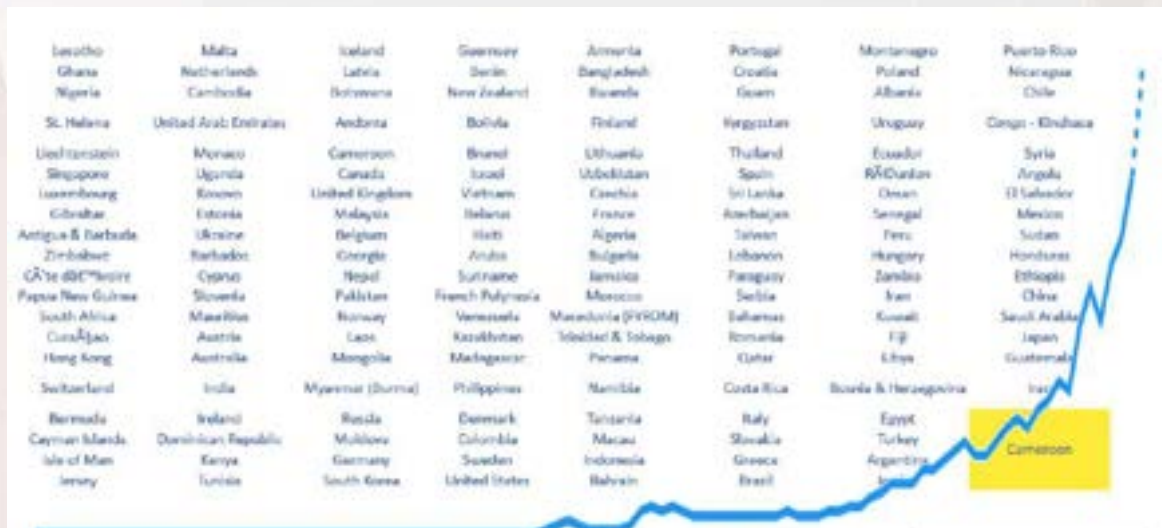 Lesotho Malta Iceland Guernsey Armenia Portugal Montenegro Puerto Rico
Ghana Netherlands Latvia Benin Bangladesh Croatia Poland Nicaragua
Nigeria Cambodia Botswana New Zealand Rwanda Guam Albania Chile
St. Helena United Arab Emirates Andorra Bolivia Finland Kyrgyzstan Uruguay Congo - Kinshasa
Liechtenstein Monaco Cameroon Brunei Lithuania Thailand Ecuador Syria
Singapore Uganda Canada Israel Uzbekistan Spain RÃ©union Angola
Luxembourg Kosovo United Kingdom Vietnam Czechia Sri Lanka Oman El Salvador
Gibraltar Estonia Malaysia Belarus France Azerbaijan Senegal Mexico
Antigua & Barbuda Ukraine Belgium Haiti Algeria Taiwan Peru Sudan
Zimbabwe Barbados Georgia Aruba Bulgaria Lebanon Hungary Honduras
CÃ´te dâ€™Ivoire Cyprus Nepal Suriname Jamaica Paraguay Zambia Ethiopia
Papua New Guinea Slovenia Pakistan French Polynesia Morocco Serbia Iran China
South Africa Mauritius Norway Venezuela Macedonia (FYROM) Bahamas Kuwait Saudi Arabia
CuraÃ§ao Austria Laos Kazakhstan Trinidad & Tobago Romania Fiji Japan
Hong Kong Australia Mongolia Madagascar Panama Qatar Libya Guatemala
Switzerland India Myanmar (Burma) Philippines Namibia Costa Rica Bosnia & Herzegovina
Bermuda Ireland Russia Denmark Tanzania Italy Egypt
Cayman Islands Dominican Republic Moldova Colombia Macau Slovakia Turkey Cameroon
Isle of Man Kenya Germany Sweden Indonesia Greece Argentina
Jersey Tunisia South Korea United States Bahrain Brazil